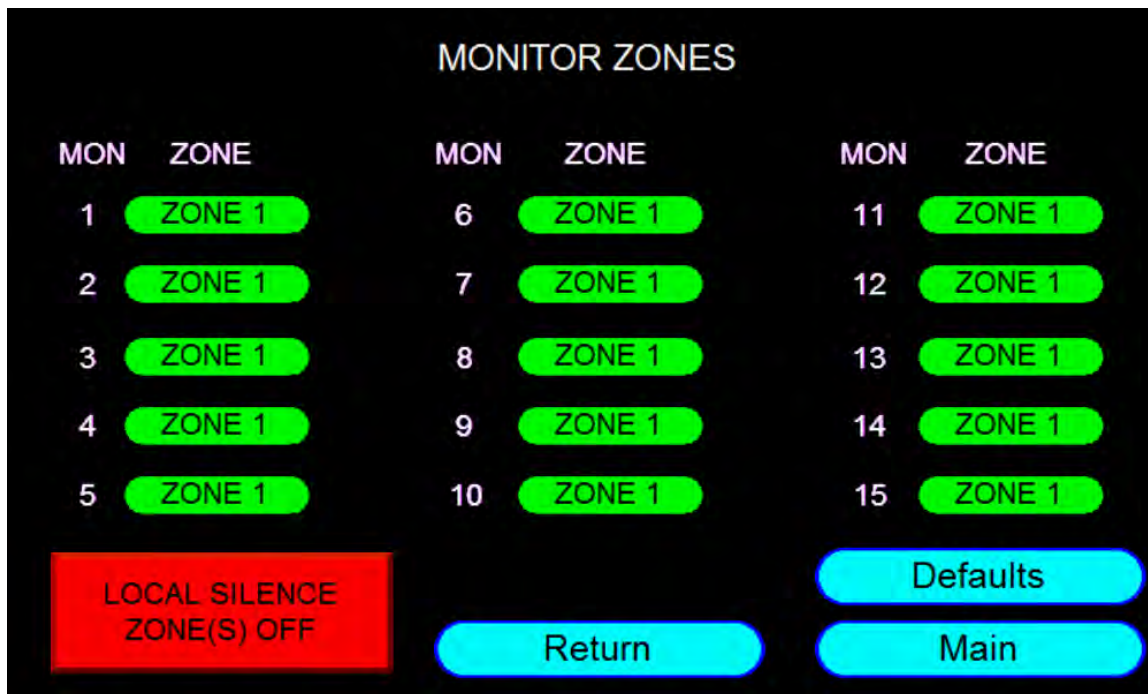 MONITOR ZONES
MON ZONE MON ZONE MON ZONE
1 ZONE 1 6 ZONE 1 11 ZONE 1
2 ZONE 1 7 ZONE 1 12 ZONE 1
3 ZONE 1 8 ZONE 1 13 ZONE 1
4 ZONE 1 9 ZONE 1 14 ZONE 1
5 ZONE 1 10 ZONE 1 15 ZONE 1
LOCAL SILENCE
ZONE(S) OFF
Defaults
Return
Main